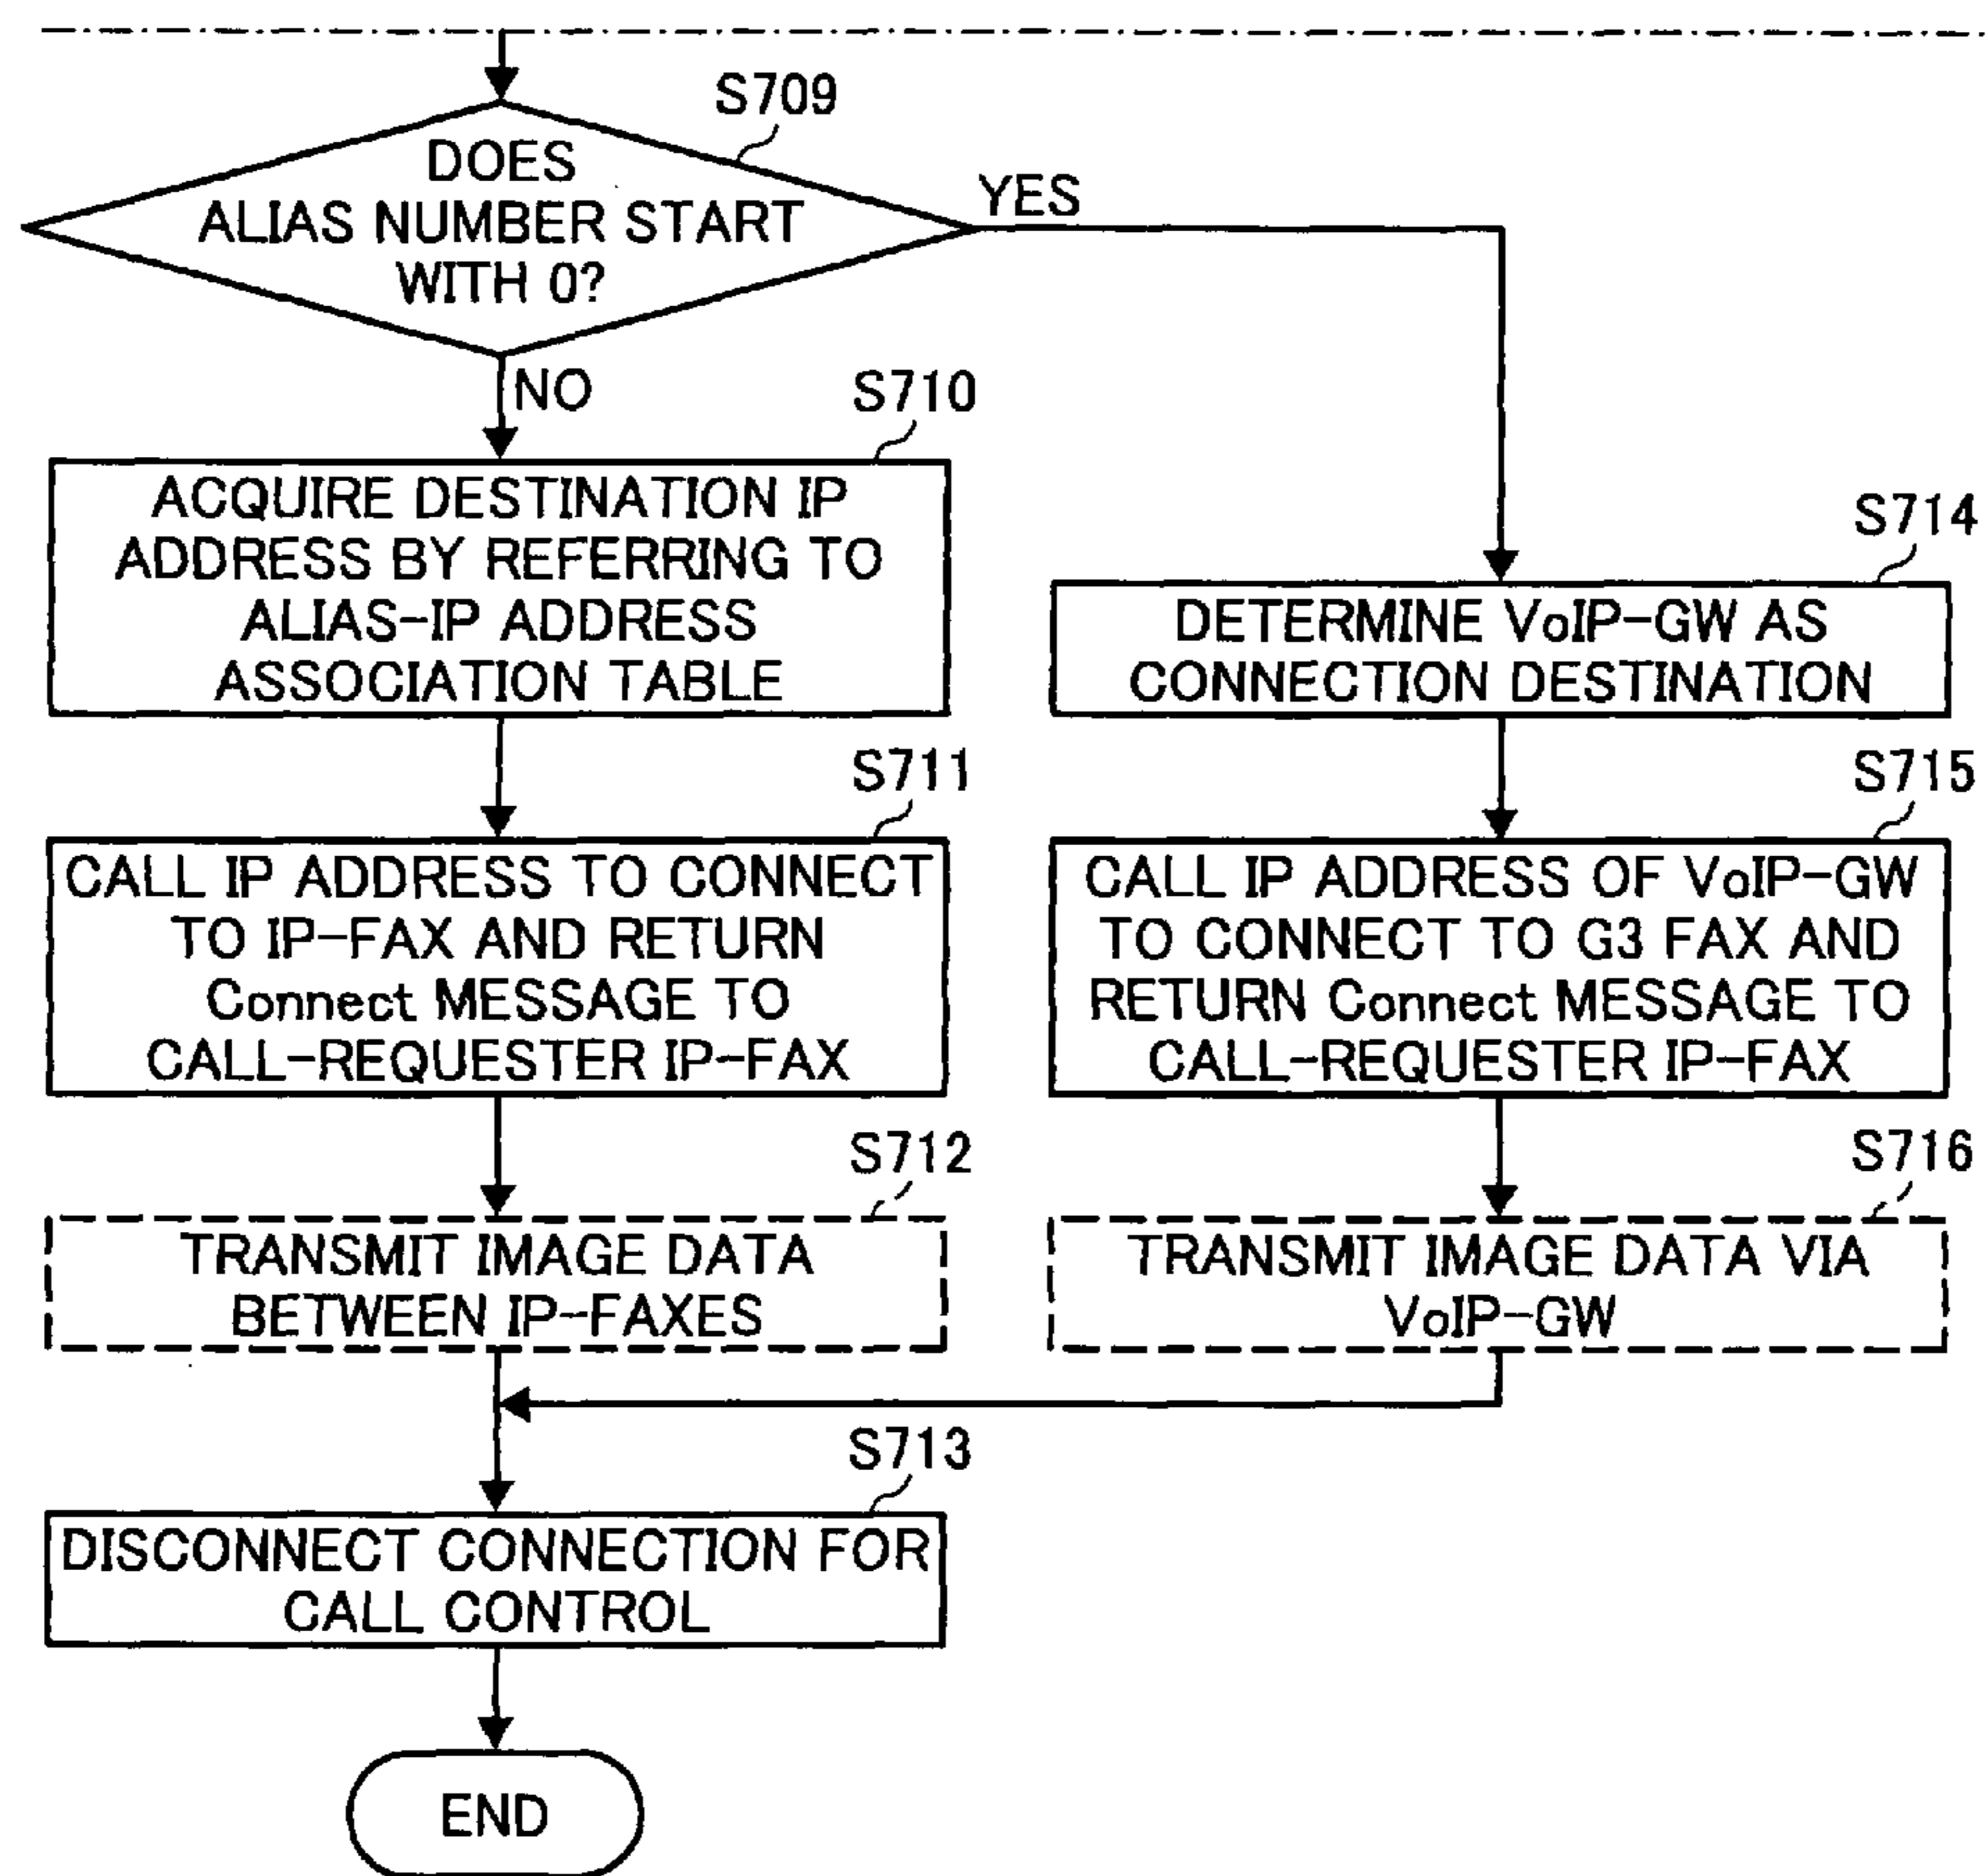 S709
DOES
ALIAS NUMBER START
WITH 0?
YES
NO
S710
ACQUIRE DESTINATION IP
ADDRESS BY REFERRING TO
ALIAS-IP ADDRESS
ASSOCIATION TABLE
S711
CALL IP ADDRESS TO CONNECT
TO IP-FAX AND RETURN
Connect MESSAGE TO
CALL-REQUESTER IP-FAX
S712
TRANSMIT IMAGE DATA
BETWEEN IP-FAXES
S714
DETERMINE VoIP-GW AS
CONNECTION DESTINATION
S715
CALL IP ADDRESS OF VoIP-GW
TO CONNECT TO G3 FAX AND
RETURN Connect MESSAGE TO
CALL-REQUESTER IP-FAX
S716
TRANSMIT IMAGE DATA VIA
VoIP-GW
S713
DISCONNECT CONNECTION FOR
CALL CONTROL
END